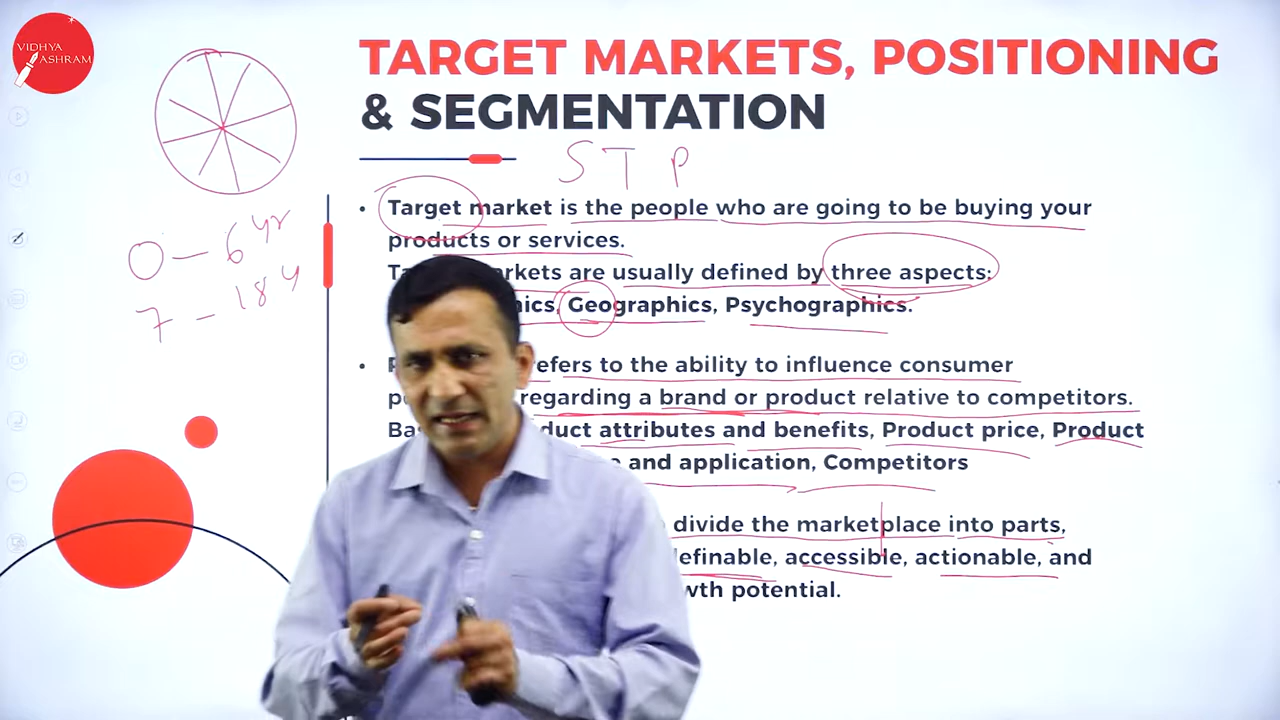 VIDHYA
ASHRAM
TARGET MARKETS, POSITIONING
& SEGMENTATION
S T P
• Target market is the people who are going to be buying your
products or services.
markets are usually defined by three aspects:
Geographics, Psychographics.
0 - 6 yr
7 - 18 y
• refers to the ability to influence consumer
regarding a brand or product relative to competitors.
attributes and benefits, Product price, Product
and application, Competitors
divide the marketplace into parts,
definable, accessible, actionable, and
growth potential.